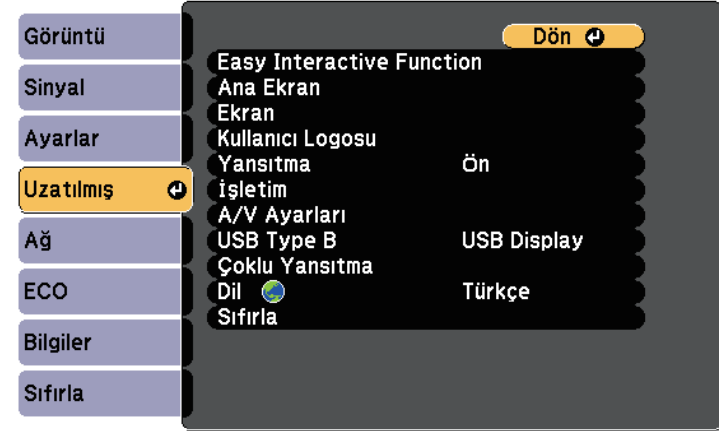 Görüntü
Sinyal
Ayarlar
Uzatılmış
Ağ
ECO
Bilgiler
Sıfırla
Dön
Easy Interactive Function
Ana Ekran
Ekran
Kullanıcı Logosu
Yansıtma Ön
İşletim
A/V Ayarları
USB Type B USB Display
Çoklu Yansıtma
Dil Türkçe
Sıfırla